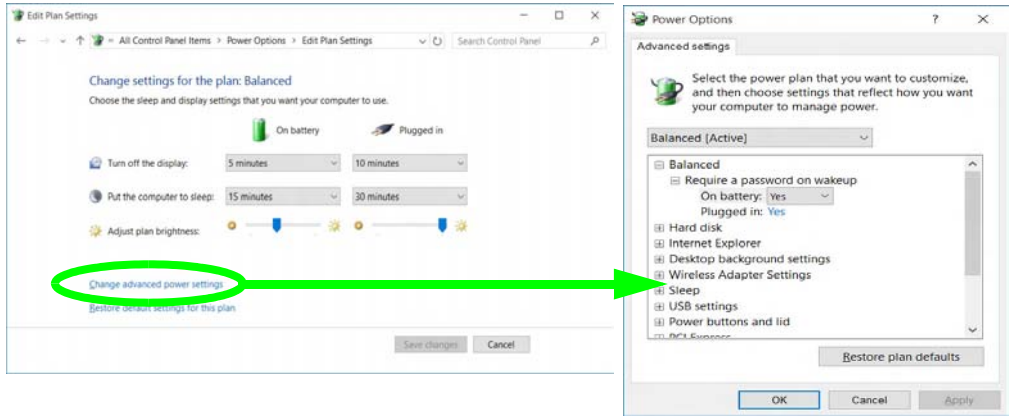 Edit Plan Settings
All Control Panel Items > Power Options > Edit Plan Settings
Search Control Panel
Change settings for the plan: Balanced
Choose the sleep and display settings that you want your computer to use.
On battery Plugged in
Turn off the display: 5 minutes 10 minutes
Put the computer to sleep: 15 minutes 30 minutes
Adjust plan brightness:
Change advanced power settings
Restore default settings for this plan
Save changes Cancel
Power Options ? ×
Advanced settings
Select the power plan that you want to customize,
and then choose settings that reflect how you want
your computer to manage power.
Balanced [Active]
Balanced
Require a password on wakeup
On battery: Yes
Plugged in: Yes
Hard disk
Internet Explorer
Desktop background settings
Wireless Adapter Settings
Sleep
USB settings
Power buttons and lid
PCI Express
Restore plan defaults
OK Cancel Apply